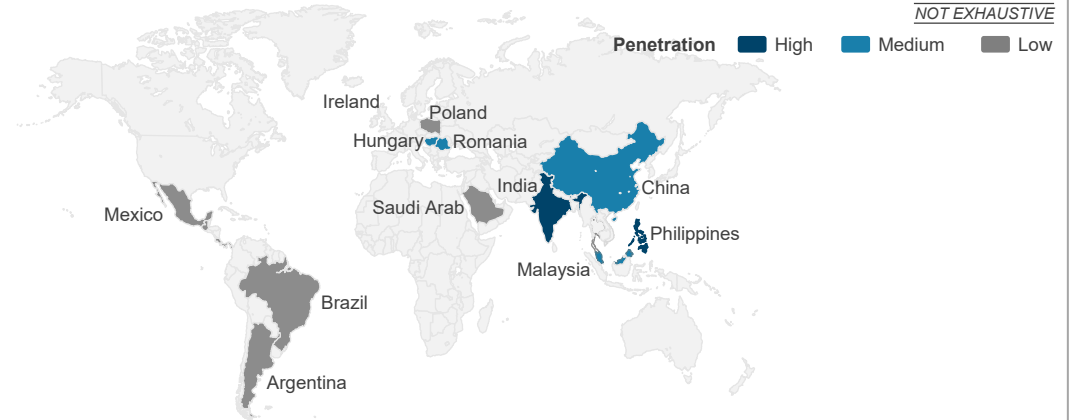 NOT EXHAUSTIVE
Penetration High Medium Low
Ireland
Poland
Hungary Romania
India
China
Saudi Arab
Mexico
Philippines
Malaysia
Brazil
Argentina